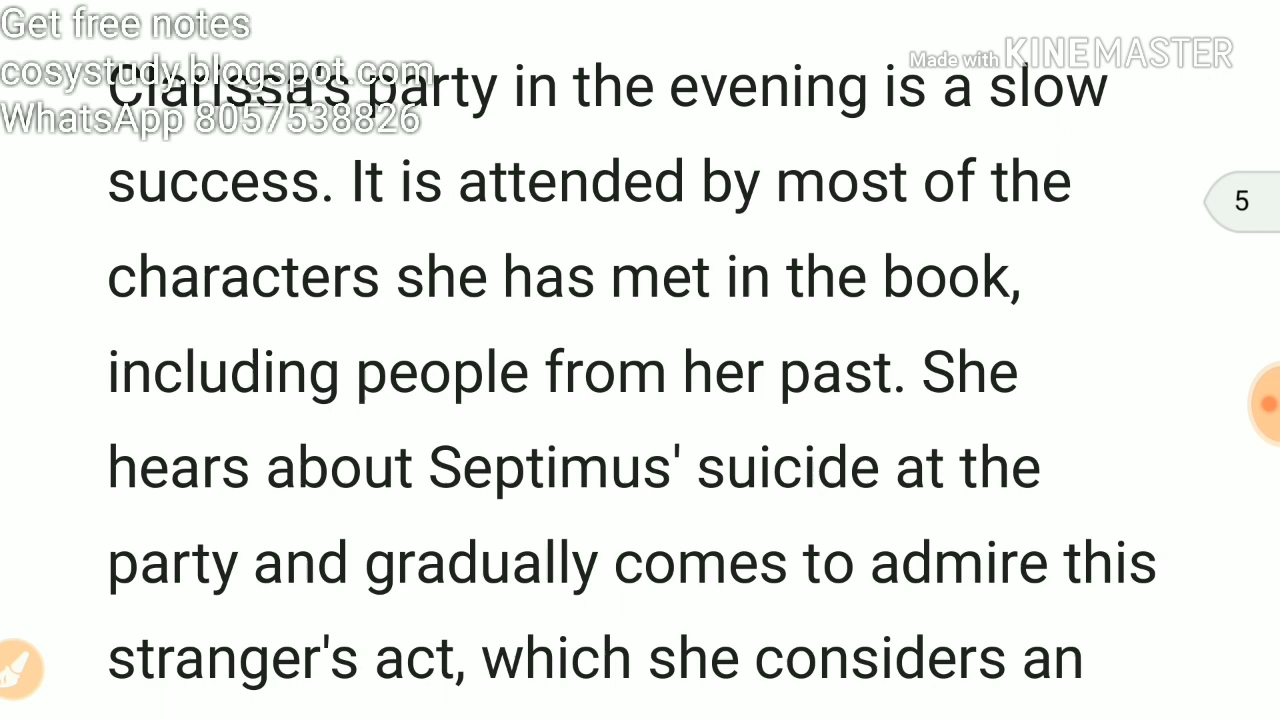 Get free notes
cosystudy.blogspot.com
WhatsApp 8057538826
Made with KINEMASTER
Clarissa's party in the evening is a slow
success. It is attended by most of the
5
characters she has met in the book,
including people from her past. She
hears about Septimus' suicide at the
party and gradually comes to admire this
stranger's act, which she considers an